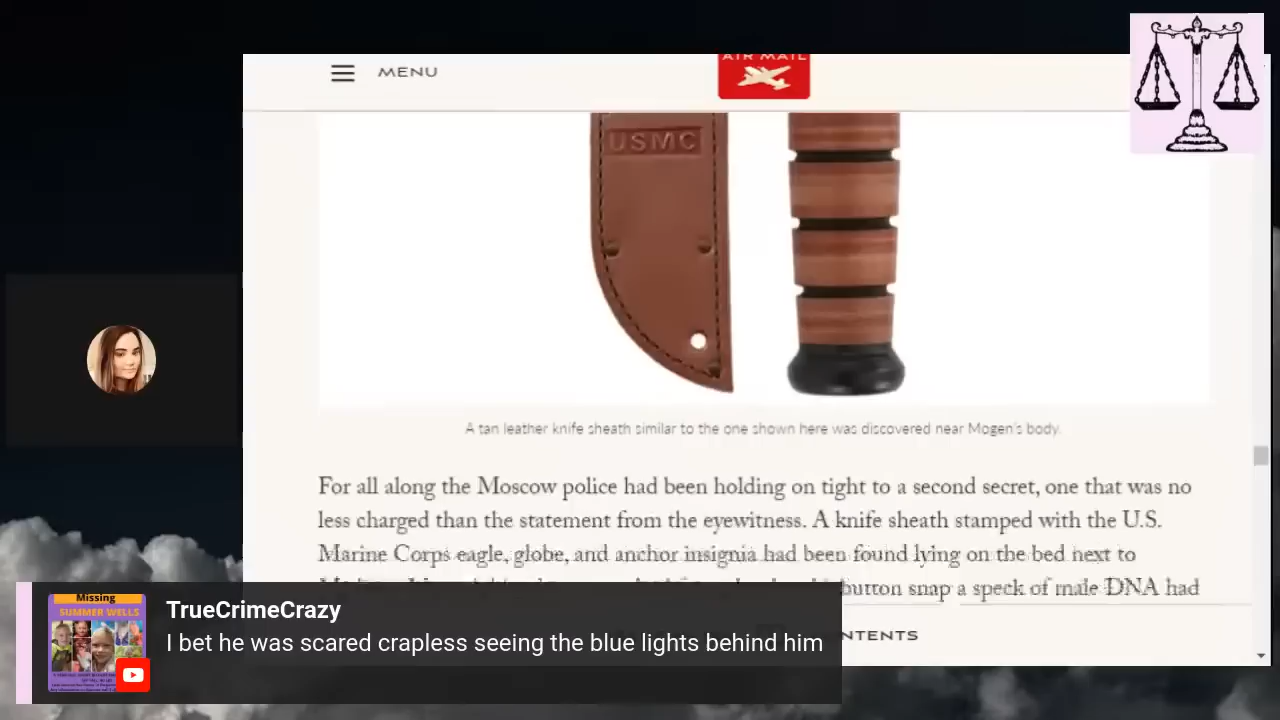 AIR MAIL
MENU
USMC
A tan leather knife sheath similar to the one shown here was discovered near Mogen's body.
For all along the Moscow police had been holding on tight to a second secret, one that was no
less charged than the statement from the eyewitness. A knife sheath stamped with the U.S.
Marine Corps eagle, globe, and anchor insignia had been found lying on the bed next to
button snap a speck of male DNA had
NTENTS
Missing
SUMMER WELLS
TrueCrimeCrazy
I bet he was scared crapless seeing the blue lights behind him